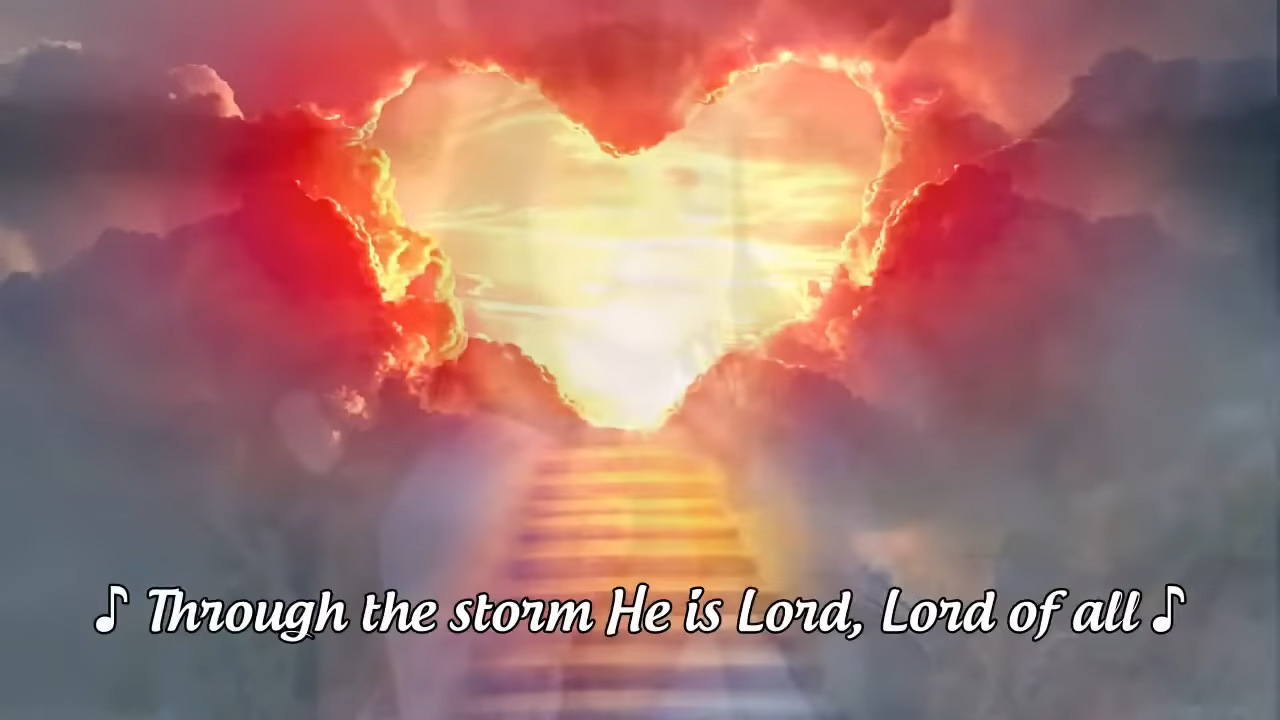 ♪ Through the storm He is Lord, Lord of all ♪